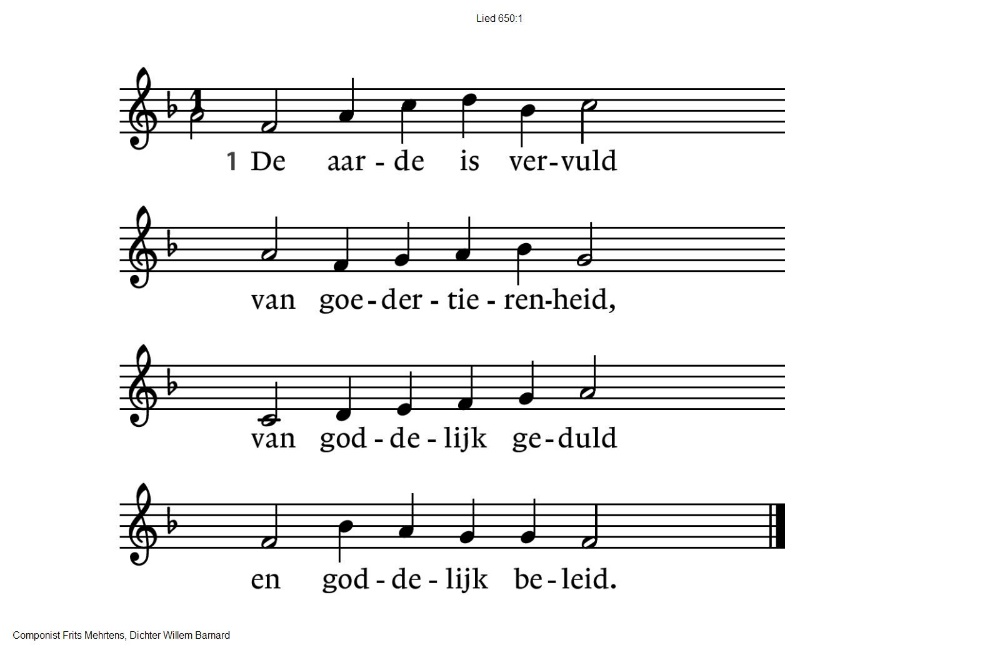 Lied 650:1
1
1 De aar - de is ver-vuld
van goe-der - tie - ren-heid,
van god - de - lijk ge-duld
en god - de - lijk be-leid.
Componist Frits Mehrtens, Dichter Willem Barnard